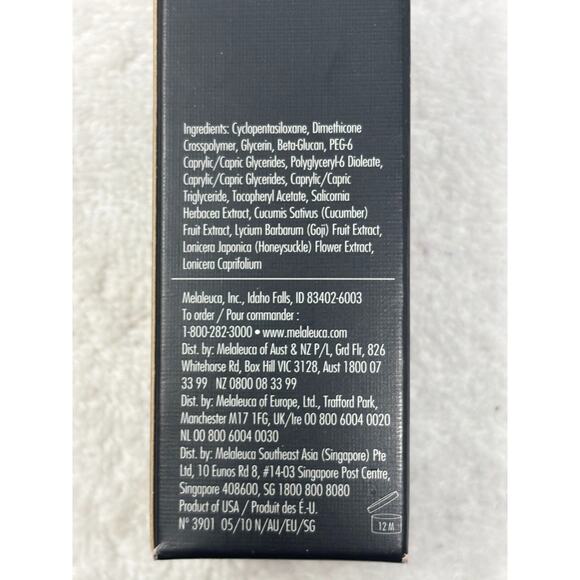 Ingredients: Cyclopentasiloxane, Dimethicone
Crosspolymer, Glycerin, Beta-Glucan, PEG-6
Caprylic/Capric Glycerides, Polyglyceryl-6 Dioleate,
Caprylic/Capric Glycerides, Caprylic/Capric
Triglyceride, Tocopheryl Acetate, Salicornia
Herbacea Extract, Cucumis Sativus (Cucumber)
Fruit Extract, Lycium Barbarum (Goji) Fruit Extract,
Lonicera Japonica (Honeysuckle) Flower Extract,
Lonicera Caprifolium
Melaleuca, Inc., Idaho Falls, ID 83402-6003
To order / Pour commander :
1-800-282-3000 • www.melaleuca.com
Dist. by: Melaleuca of Aust & NZ P/L, Grd Flr, 826
Whitehorse Rd, Box Hill VIC 3128, Aust 1800 07
33 99 NZ 0800 08 33 99
Dist. by: Melaleuca of Europe, Ltd., Trafford Park,
Manchester M17 1FG, UK/Ire 00 800 6004 0020
NL 00 800 6004 0030
Dist. by: Melaleuca Southeast Asia (Singapore) Pte
Ltd, 10 Eunos Rd 8, #14-03 Singapore Post Centre,
Singapore 408600, SG 1800 800 8080
Product of USA / Produit des É.-U.
N° 3901 05/10 N/AU/EU/SG
12 M